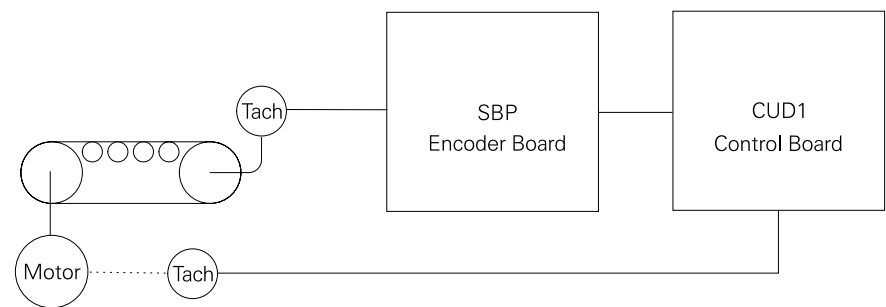 Tach
SBP
Encoder Board
CUD1
Control Board
Motor
Tach